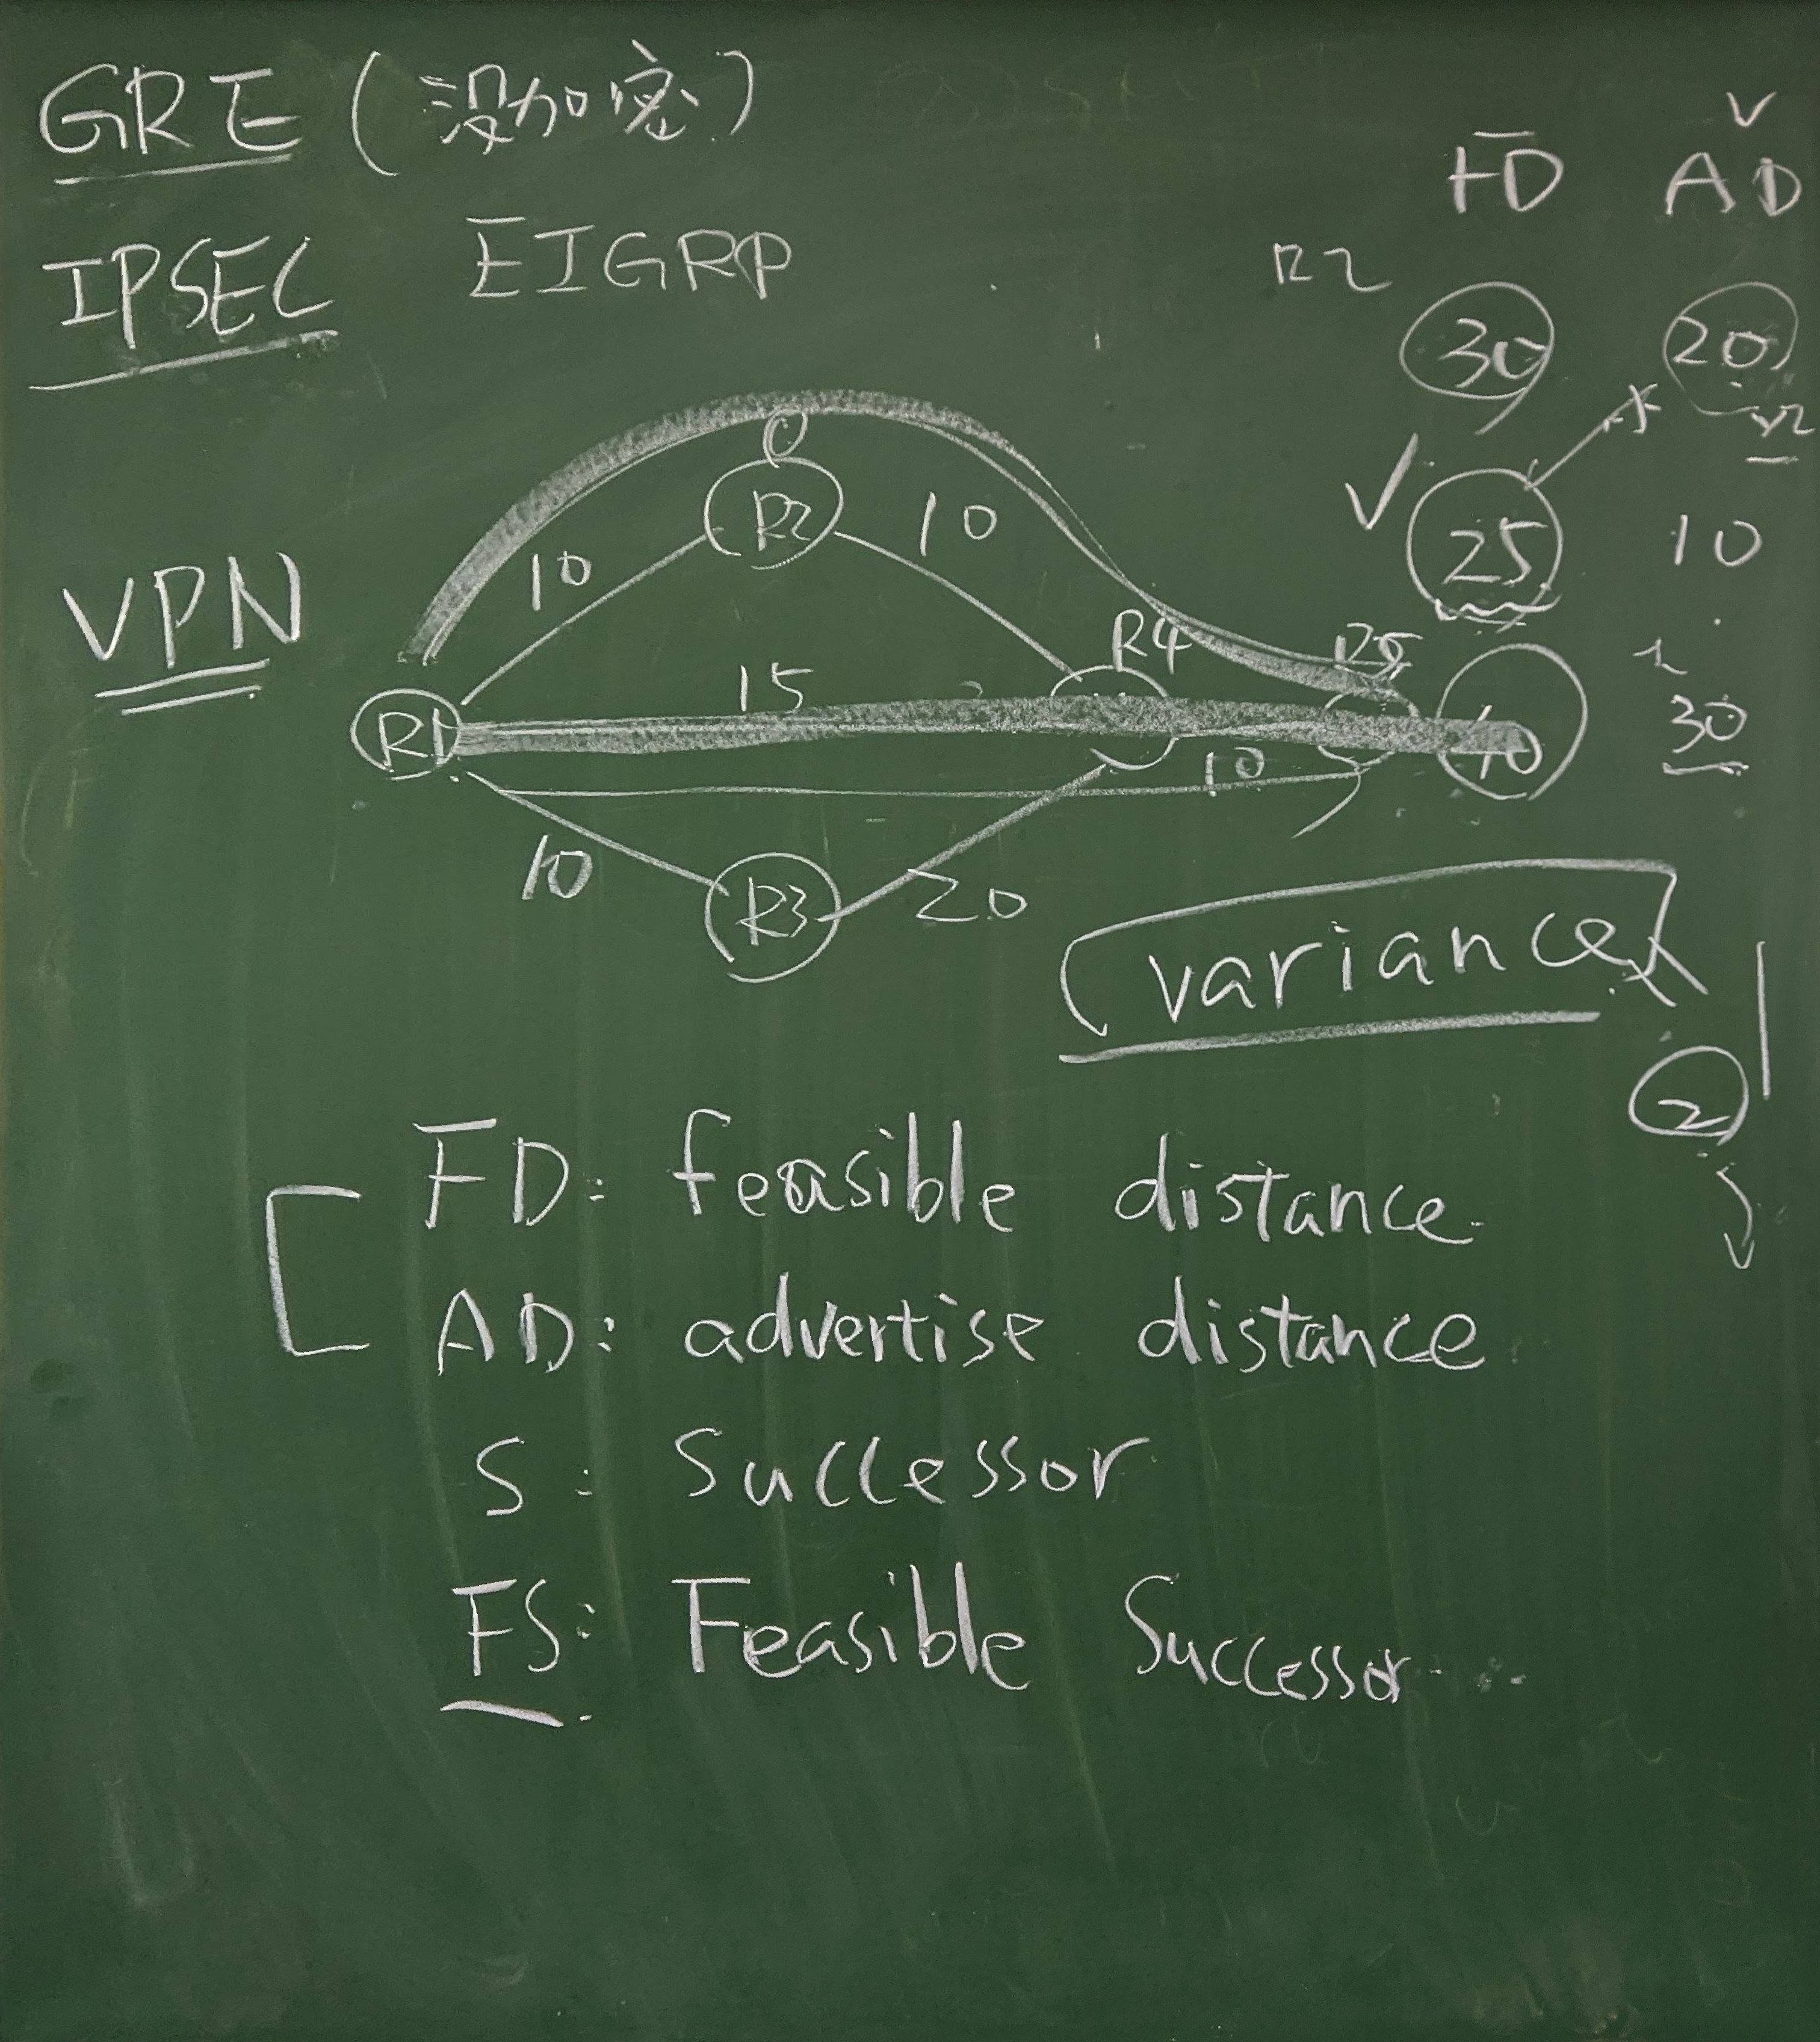 GRE (没加密)
IPSEC EIGRP
VPN
FD AD
R2 30 20
25 10
40 30
R2
10 10
R4 R5
15
R1
10
10 20
R3
variance
2
FD: feasible distance
AD: advertise distance
S: Successor
FS: Feasible Successor